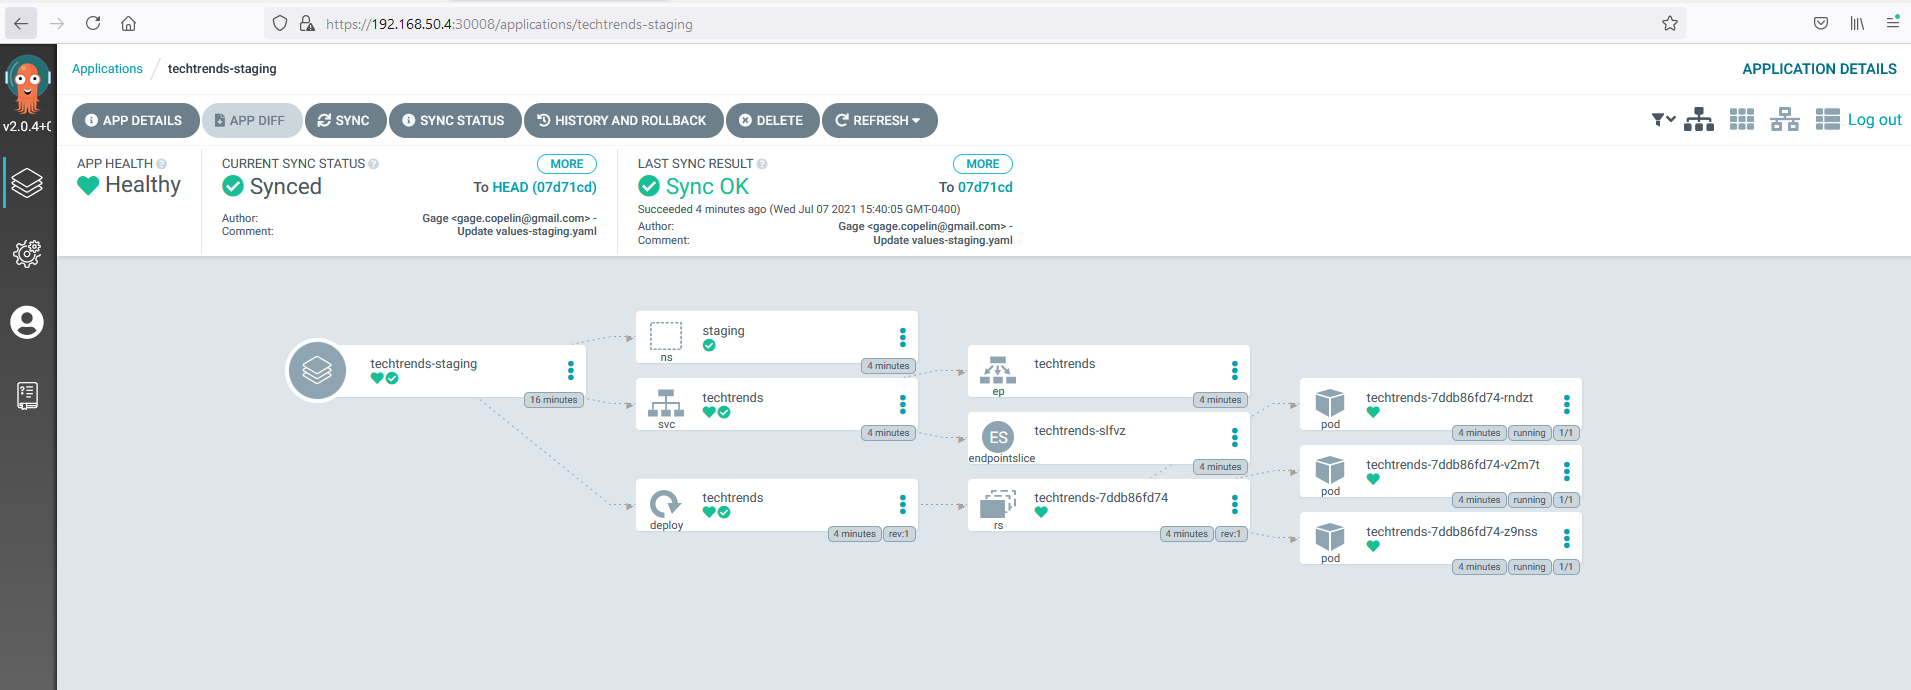 https://192.168.50.4:30008/applications/techtrends-staging
v2.0.4+0
Applications / techtrends-staging
APPLICATION DETAILS
APP DETAILS
APP DIFF
SYNC
SYNC STATUS
HISTORY AND ROLLBACK
DELETE
REFRESH
Log out
APP HEALTH
Healthy
CURRENT SYNC STATUS
MORE
Synced
To HEAD (07d71cd)
Author: Gage <gage.copelin@gmail.com> -
Comment: Update values-staging.yaml
LAST SYNC RESULT
MORE
Sync OK
To 07d71cd
Succeeded 4 minutes ago (Wed Jul 07 2021 15:40:05 GMT-0400)
Author: Gage <gage.copelin@gmail.com> -
Comment: Update values-staging.yaml
techtrends-staging
16 minutes
staging
ns
4 minutes
techtrends
svc
4 minutes
techtrends
deploy
4 minutes
rev:1
techtrends
ep
4 minutes
ES
techtrends-slfvz
endpointslice
4 minutes
techtrends-7ddb86fd74
rs
4 minutes
rev:1
techtrends-7ddb86fd74-rndzt
pod
4 minutes
running
1/1
techtrends-7ddb86fd74-v2m7t
pod
4 minutes
running
1/1
techtrends-7ddb86fd74-z9nss
pod
4 minutes
running
1/1